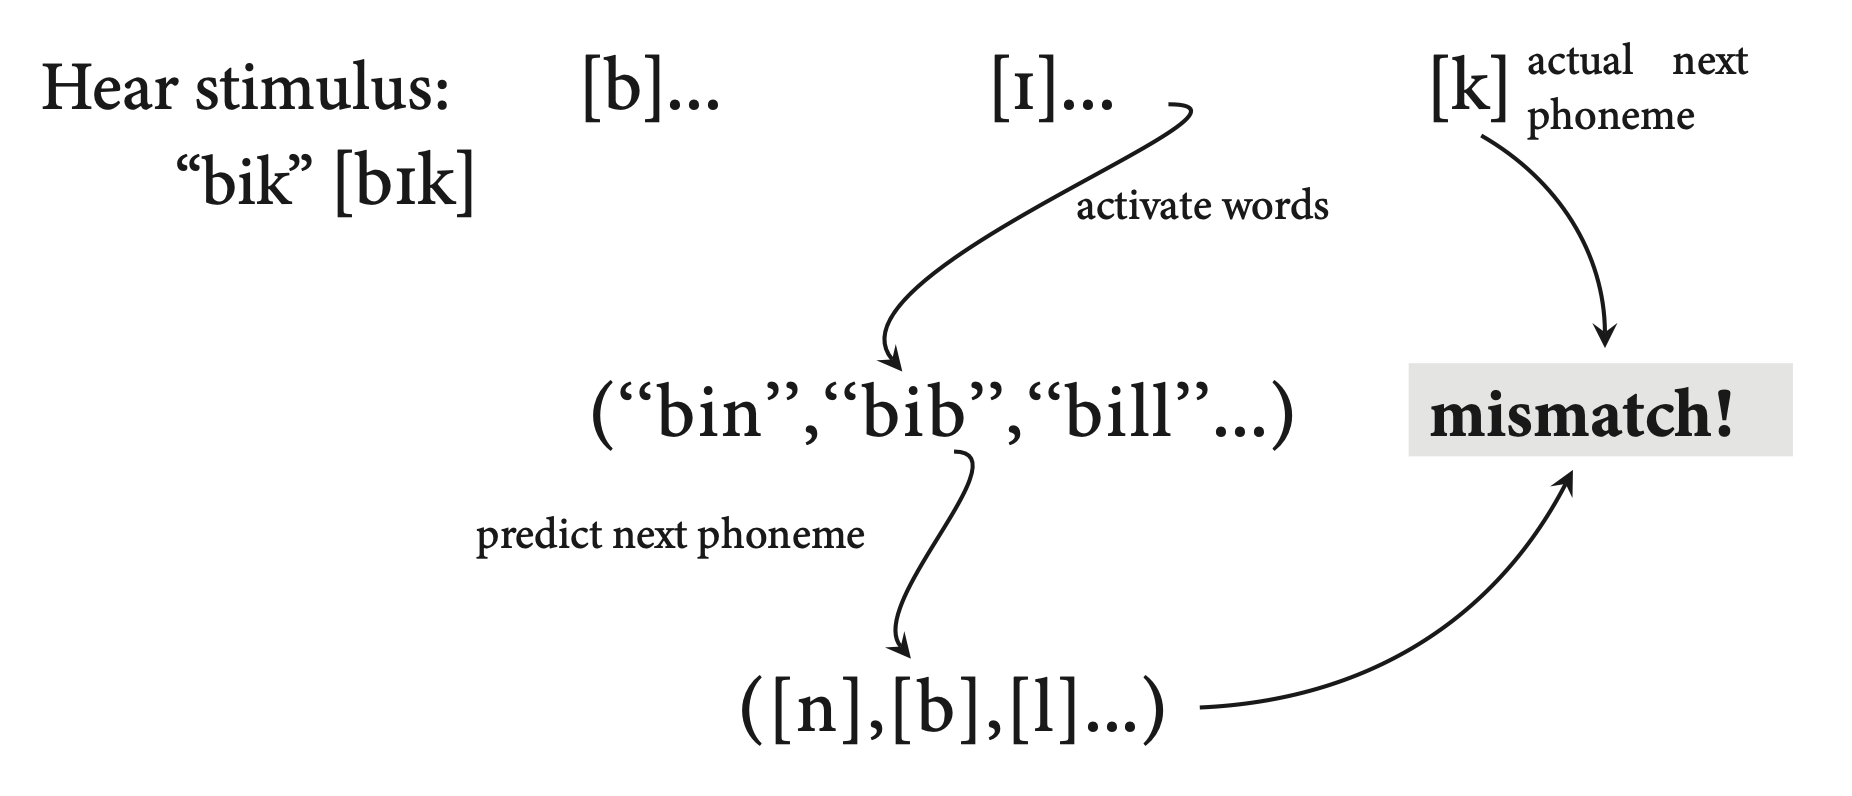 Hear stimulus: [b]... [ɪ]... [k] actual next
phoneme
“bik” [bɪk]
activate words
(“bin”,“bib”,“bill”...) mismatch!
predict next phoneme
([n],[b],[l]...)